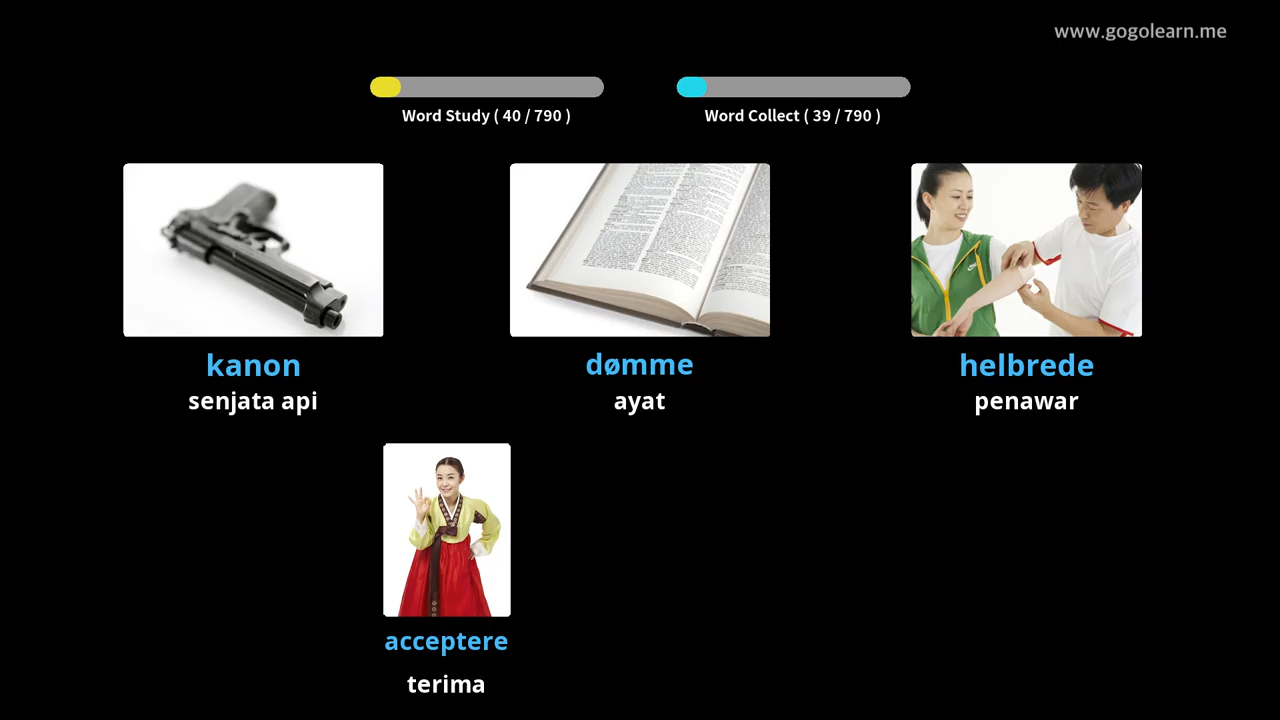 www.gogolearn.me
Word Study ( 40 / 790 )
Word Collect ( 39 / 790 )
kanon
senjata api
dømme
ayat
helbrede
penawar
acceptere
terima